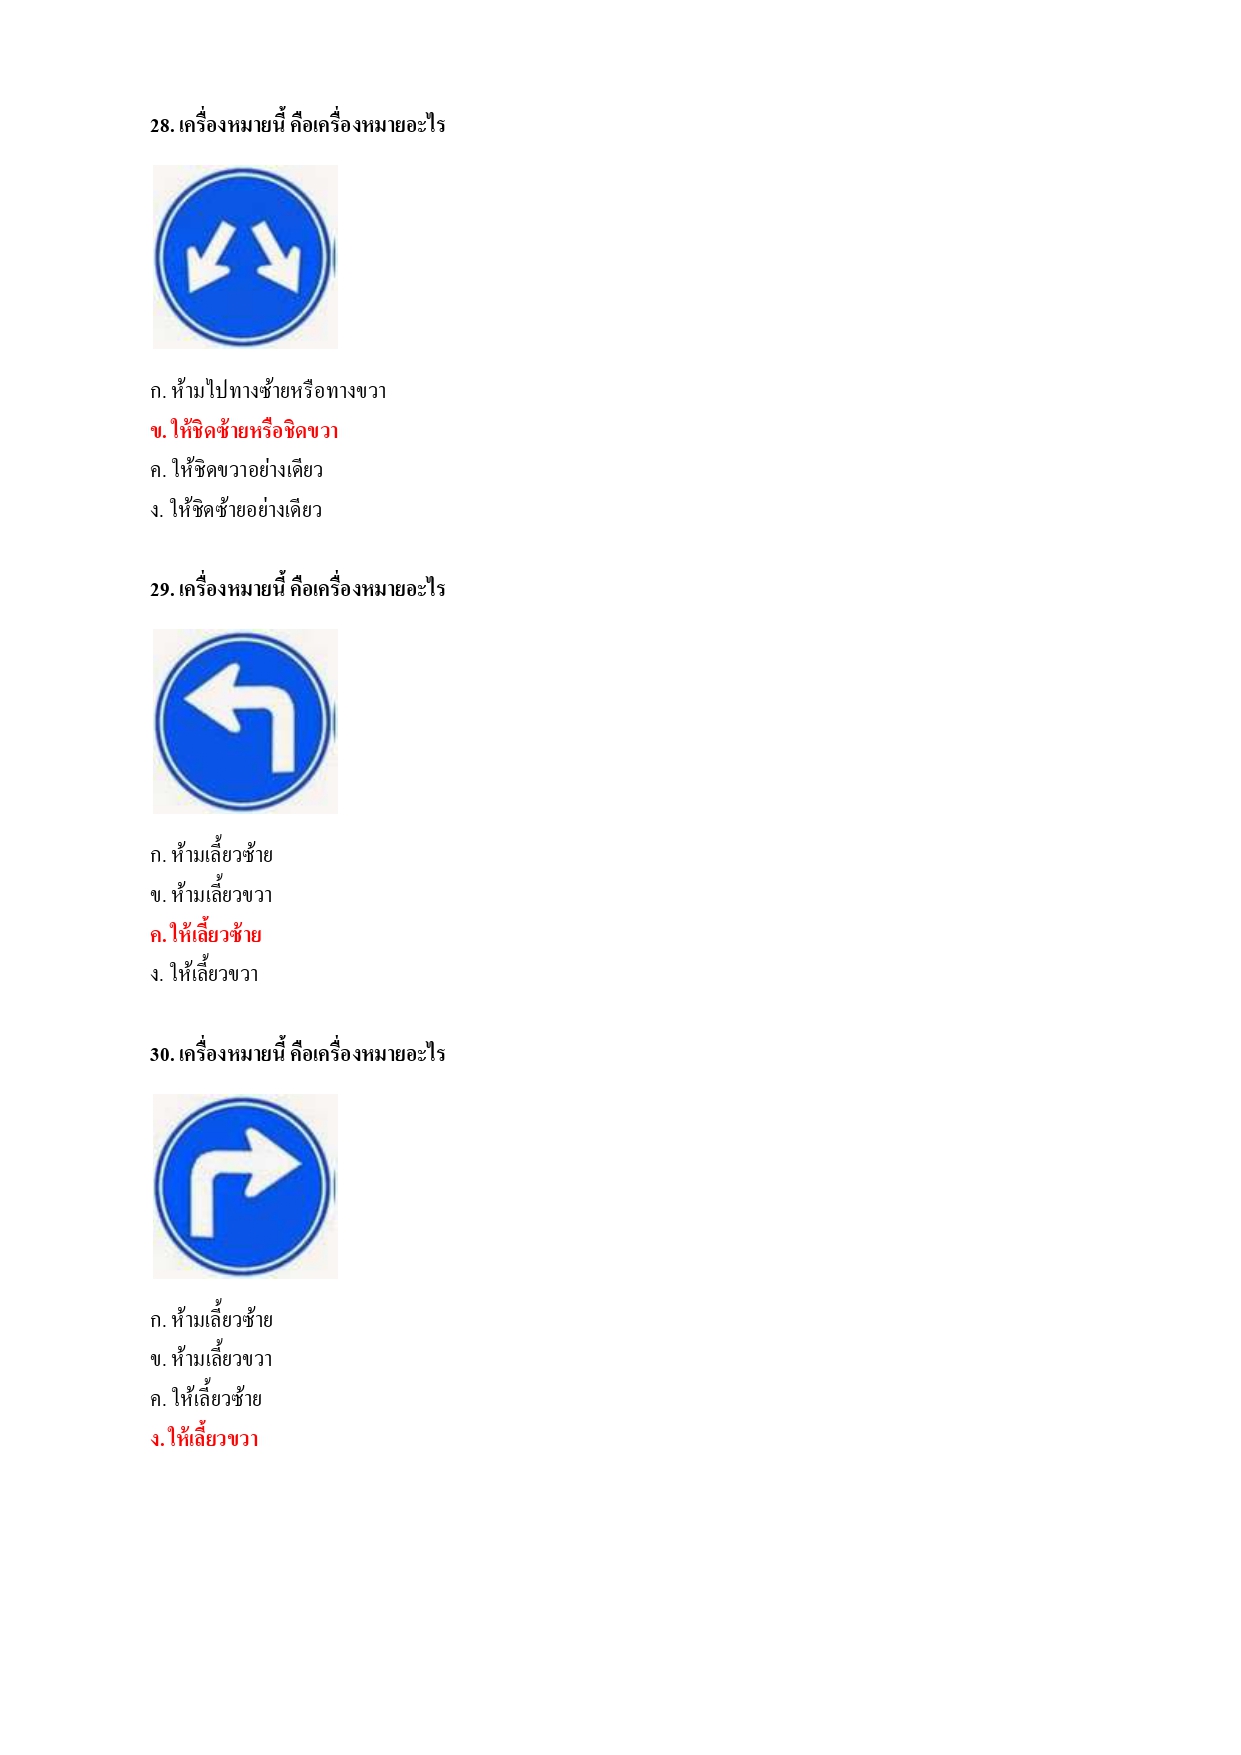 28. เครื่องหมายนี้ คือเครื่องหมายอะไร
ก. ห้ามไปทางซ้ายหรือทางขวา
ข. ให้ชิดซ้ายหรือชิดขวา
ค. ให้ชิดขวาอย่างเดียว
ง. ให้ชิดซ้ายอย่างเดียว
29. เครื่องหมายนี้ คือเครื่องหมายอะไร
ก. ห้ามเลี้ยวซ้าย
ข. ห้ามเลี้ยวขวา
ค. ให้เลี้ยวซ้าย
ง. ให้เลี้ยวขวา
30. เครื่องหมายนี้ คือเครื่องหมายอะไร
ก. ห้ามเลี้ยวซ้าย
ข. ห้ามเลี้ยวขวา
ค. ให้เลี้ยวซ้าย
ง. ให้เลี้ยวขวา